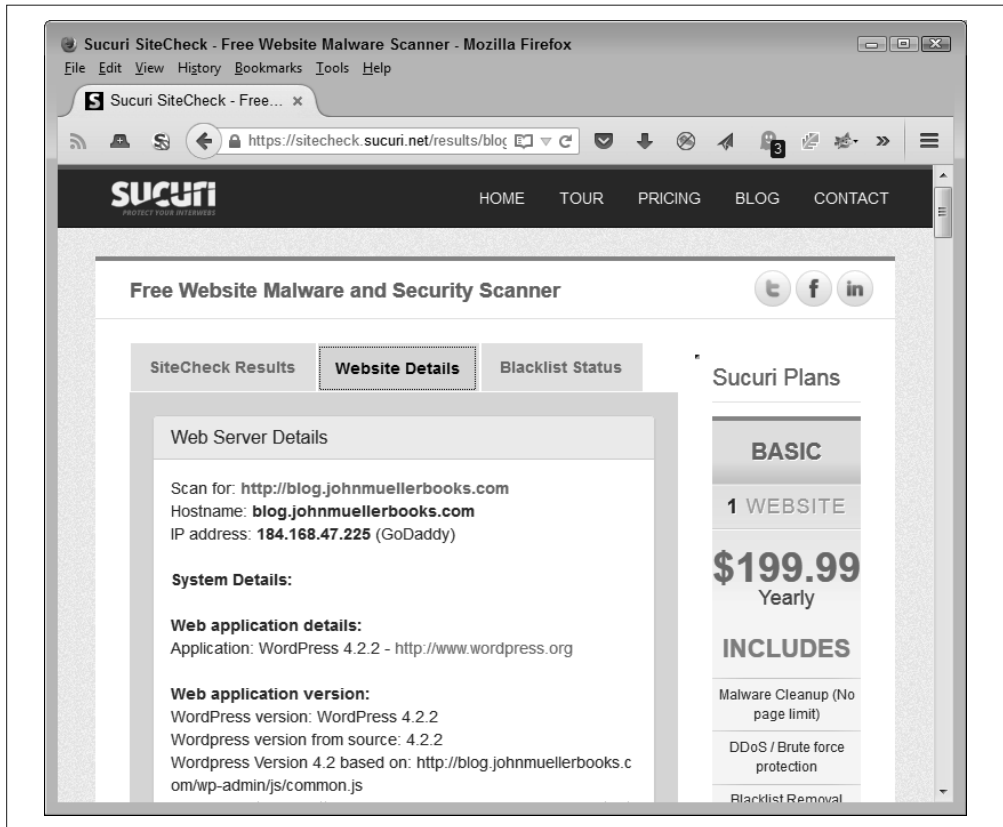 Sucuri SiteCheck - Free Website Malware Scanner - Mozilla Firefox
File Edit View History Bookmarks Tools Help
S Sucuri SiteCheck - Free... ×
https://sitecheck.sucuri.net/results/blog
3
sucuri
PROTECT YOUR INTERWEBS
HOME TOUR PRICING BLOG CONTACT
Free Website Malware and Security Scanner
t f in
SiteCheck Results Website Details Blacklist Status
Sucuri Plans
Web Server Details
BASIC
Scan for: http://blog.johnmuellerbooks.com
Hostname: blog.johnmuellerbooks.com
IP address: 184.168.47.225 (GoDaddy)
1 WEBSITE
$199.99
Yearly
System Details:
Web application details:
Application: WordPress 4.2.2 - http://www.wordpress.org
INCLUDES
Web application version:
WordPress version: WordPress 4.2.2
Wordpress version from source: 4.2.2
Wordpress Version 4.2 based on: http://blog.johnmuellerbooks.c
om/wp-admin/js/common.js
Malware Cleanup (No
page limit)
DDoS / Brute force
protection
Blacklist Removal